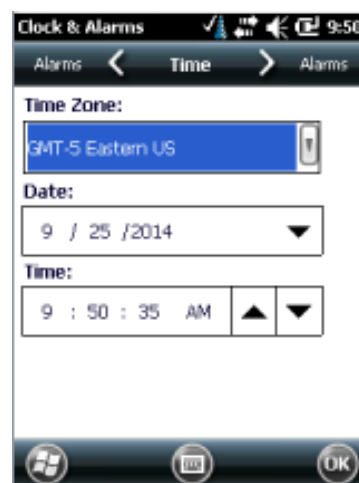 Clock & Alarms 9:50
Alarms Time Alarms
Time Zone:
GMT-5 Eastern US
Date:
9 / 25 /2014
Time:
9 : 50 : 35 AM
OK